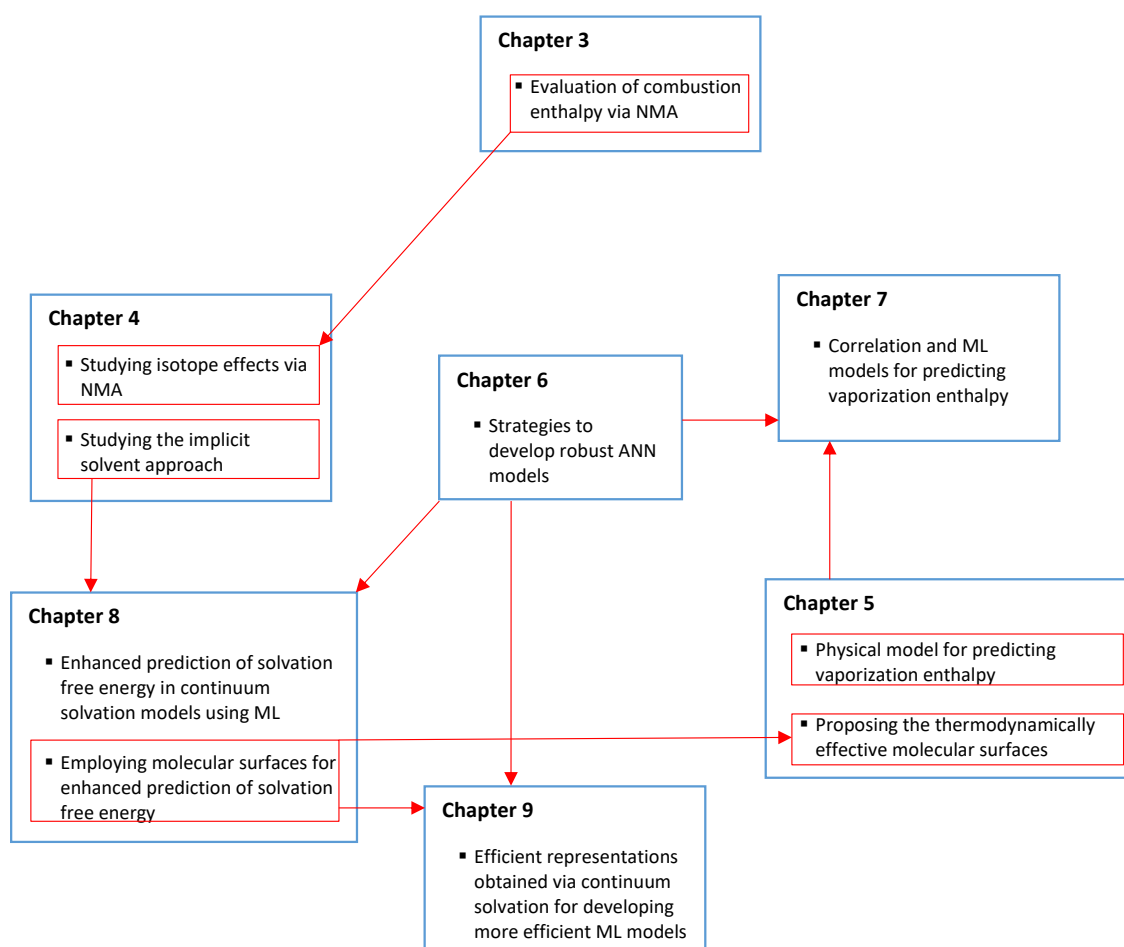 Chapter 3
▪ Evaluation of combustion
enthalpy via NMA
Chapter 4
▪ Studying isotope effects via
NMA
▪ Studying the implicit
solvent approach
Chapter 6
▪ Strategies to
develop robust ANN
models
Chapter 7
▪ Correlation and ML
models for predicting
vaporization enthalpy
Chapter 8
▪ Enhanced prediction of solvation
free energy in continuum
solvation models using ML
▪ Employing molecular surfaces for
enhanced prediction of solvation
free energy
Chapter 5
▪ Physical model for predicting
vaporization enthalpy
▪ Proposing the thermodynamically
effective molecular surfaces
Chapter 9
▪ Efficient representations
obtained via continuum
solvation for developing
more efficient ML models